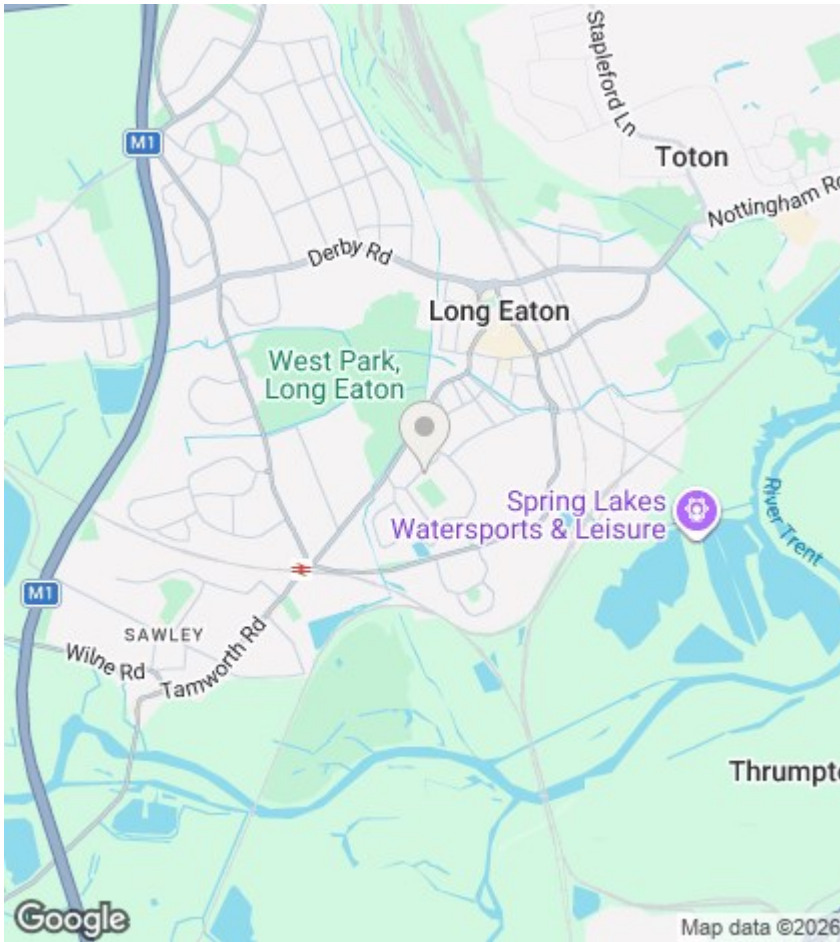 Stapleford Ln
M1
Toton
Nottingham Ro
Derby Rd
Long Eaton
West Park,
Long Eaton
Spring Lakes
Watersports & Leisure
River Trent
M1
SAWLEY
Wilne Rd
Tamworth Rd
Thrumpto
Google
Map data ©2026